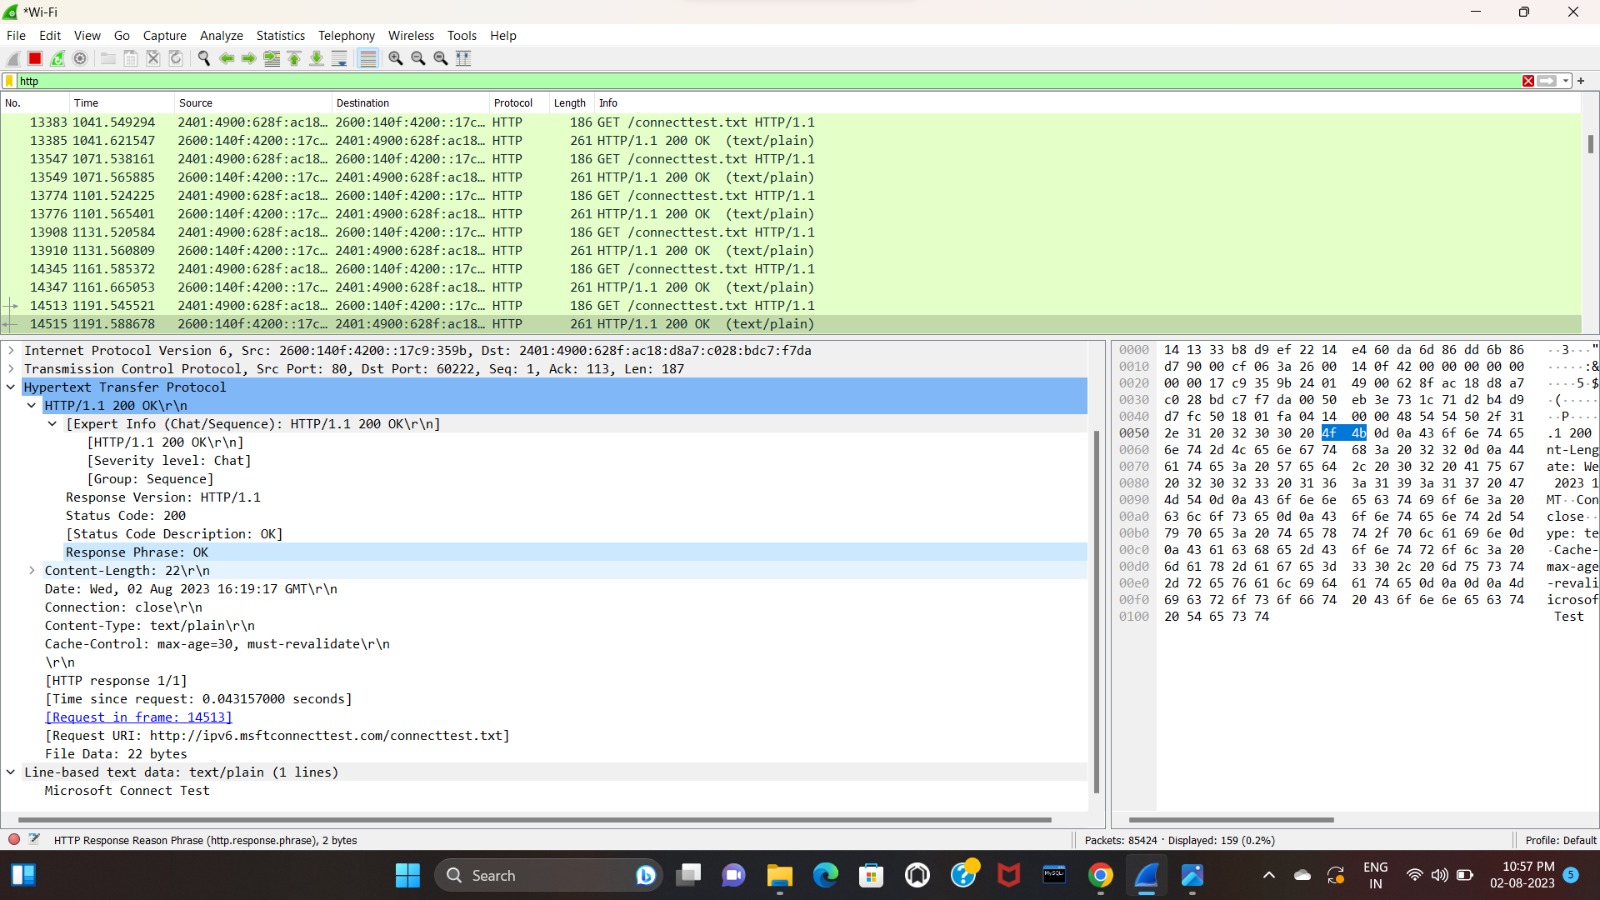 *Wi-Fi
File Edit View Go Capture Analyze Statistics Telephony Wireless Tools Help
http
No. Time Source Destination Protocol Length Info
13383 1041.549294 2401:4900:628f:ac18… 2600:140f:4200::17c… HTTP 186 GET /connecttest.txt HTTP/1.1
13385 1041.621547 2600:140f:4200::17c… 2401:4900:628f:ac18… HTTP 261 HTTP/1.1 200 OK (text/plain)
13547 1071.538161 2401:4900:628f:ac18… 2600:140f:4200::17c… HTTP 186 GET /connecttest.txt HTTP/1.1
13549 1071.565885 2600:140f:4200::17c… 2401:4900:628f:ac18… HTTP 261 HTTP/1.1 200 OK (text/plain)
13774 1101.524225 2401:4900:628f:ac18… 2600:140f:4200::17c… HTTP 186 GET /connecttest.txt HTTP/1.1
13776 1101.565401 2600:140f:4200::17c… 2401:4900:628f:ac18… HTTP 261 HTTP/1.1 200 OK (text/plain)
13908 1131.520584 2401:4900:628f:ac18… 2600:140f:4200::17c… HTTP 186 GET /connecttest.txt HTTP/1.1
13910 1131.560809 2600:140f:4200::17c… 2401:4900:628f:ac18… HTTP 261 HTTP/1.1 200 OK (text/plain)
14345 1161.585372 2401:4900:628f:ac18… 2600:140f:4200::17c… HTTP 186 GET /connecttest.txt HTTP/1.1
14347 1161.665053 2600:140f:4200::17c… 2401:4900:628f:ac18… HTTP 261 HTTP/1.1 200 OK (text/plain)
14513 1191.545521 2401:4900:628f:ac18… 2600:140f:4200::17c… HTTP 186 GET /connecttest.txt HTTP/1.1
14515 1191.588678 2600:140f:4200::17c… 2401:4900:628f:ac18… HTTP 261 HTTP/1.1 200 OK (text/plain)
Internet Protocol Version 6, Src: 2600:140f:4200::17c9:359b, Dst: 2401:4900:628f:ac18:d8a7:c028:bdc7:f7da
Transmission Control Protocol, Src Port: 80, Dst Port: 60222, Seq: 1, Ack: 113, Len: 187
Hypertext Transfer Protocol
HTTP/1.1 200 OK\r\n
[Expert Info (Chat/Sequence): HTTP/1.1 200 OK\r\n]
[HTTP/1.1 200 OK\r\n]
[Severity level: Chat]
[Group: Sequence]
Response Version: HTTP/1.1
Status Code: 200
[Status Code Description: OK]
Response Phrase: OK
Content-Length: 22\r\n
Date: Wed, 02 Aug 2023 16:19:17 GMT\r\n
Connection: close\r\n
Content-Type: text/plain\r\n
Cache-Control: max-age=30, must-revalidate\r\n
\r\n
[HTTP response 1/1]
[Time since request: 0.043157000 seconds]
[Request in frame: 14513]
[Request URI: http://ipv6.msftconnecttest.com/connecttest.txt]
File Data: 22 bytes
Line-based text data: text/plain (1 lines)
Microsoft Connect Test
0000 14 13 33 b8 d9 ef 22 14 e4 60 da 6d 86 dd 6b 86 ··3···"
0010 d7 90 00 cf 06 3a 26 00 14 0f 42 00 00 00 00 00 ·····:&
0020 00 00 17 c9 35 9b 24 01 49 00 62 8f ac 18 d8 a7 ····5·$
0030 c0 28 bd c7 f7 da 00 50 eb 3e 73 1c 71 d2 b4 d9 ·(·····
0040 d7 fc 50 18 01 fa 04 14 00 00 48 54 54 50 2f 31 ··P····
0050 2e 31 20 32 30 30 20 4f 4b 0d 0a 43 6f 6e 74 65 .1 200
0060 6e 74 2d 4c 65 6e 67 74 68 3a 20 32 32 0d 0a 44 nt-Leng
0070 61 74 65 3a 20 57 65 64 2c 20 30 32 20 41 75 67 ate: We
0080 20 32 30 32 33 20 31 36 3a 31 39 3a 31 37 20 47 2023 1
0090 4d 54 0d 0a 43 6f 6e 6e 65 63 74 69 6f 6e 3a 20 MT··Con
00a0 63 6c 6f 73 65 0d 0a 43 6f 6e 74 65 6e 74 2d 54 close··
00b0 79 70 65 3a 20 74 65 78 74 2f 70 6c 61 69 6e 0d ype: te
00c0 0a 43 61 63 68 65 2d 43 6f 6e 74 72 6f 6c 3a 20 ·Cache-
00d0 6d 61 78 2d 61 67 65 3d 33 30 2c 20 6d 75 73 74 max-age
00e0 2d 72 65 76 61 6c 69 64 61 74 65 0d 0a 0d 0a 4d -revali
00f0 69 63 72 6f 73 6f 66 74 20 43 6f 6e 6e 65 63 74 icrosof
0100 20 54 65 73 74 Test
HTTP Response Reason Phrase (http.response.phrase), 2 bytes
Packets: 85424 · Displayed: 159 (0.2%)
Profile: Default
Search
MySQL
ENG
IN
10:57 PM
02-08-2023
5